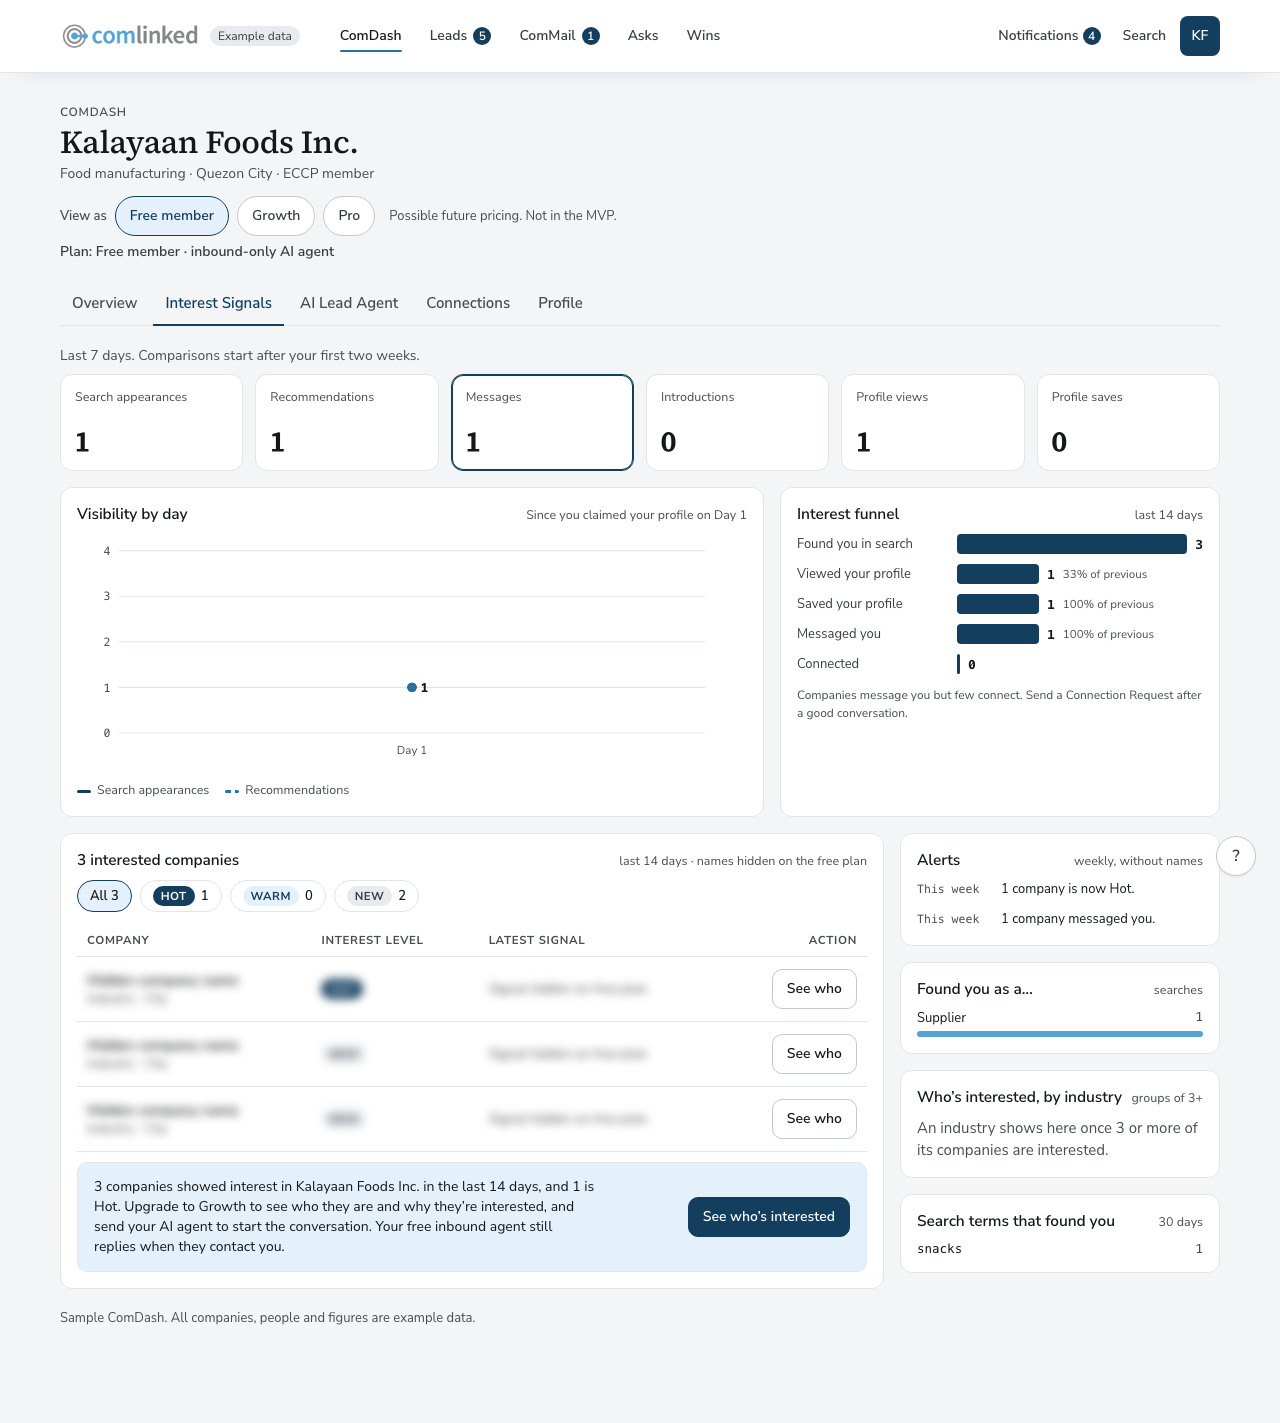 comlinked
Example data
ComDash
Leads 5
ComMail 1
Asks
Wins
Notifications 4
Search
KF
COMDASH
Kalayaan Foods Inc.
Food manufacturing · Quezon City · ECCP member
View as
Free member
Growth
Pro
Possible future pricing. Not in the MVP.
Plan: Free member · inbound-only AI agent
Overview
Interest Signals
AI Lead Agent
Connections
Profile
Last 7 days. Comparisons start after your first two weeks.
Search appearances
1
Recommendations
1
Messages
1
Introductions
0
Profile views
1
Profile saves
0
Visibility by day
Since you claimed your profile on Day 1
4
3
2
1
0
1
Day 1
Search appearances
Recommendations
Interest funnel
last 14 days
Found you in search 3
Viewed your profile 1 33% of previous
Saved your profile 1 100% of previous
Messaged you 1 100% of previous
Connected 0
Companies message you but few connect. Send a Connection Request after
a good conversation.
3 interested companies
last 14 days · names hidden on the free plan
All 3
HOT 1
WARM 0
NEW 2
COMPANY
INTEREST LEVEL
LATEST SIGNAL
ACTION
See who
See who
See who
3 companies showed interest in Kalayaan Foods Inc. in the last 14 days, and 1 is
Hot. Upgrade to Growth to see who they are and why they’re interested, and
send your AI agent to start the conversation. Your free inbound agent still
replies when they contact you.
See who’s interested
Alerts
weekly, without names
This week 1 company is now Hot.
This week 1 company messaged you.
?
Found you as a…
searches
Supplier 1
Who’s interested, by industry
groups of 3+
An industry shows here once 3 or more of
its companies are interested.
Search terms that found you
30 days
snacks 1
Sample ComDash. All companies, people and figures are example data.